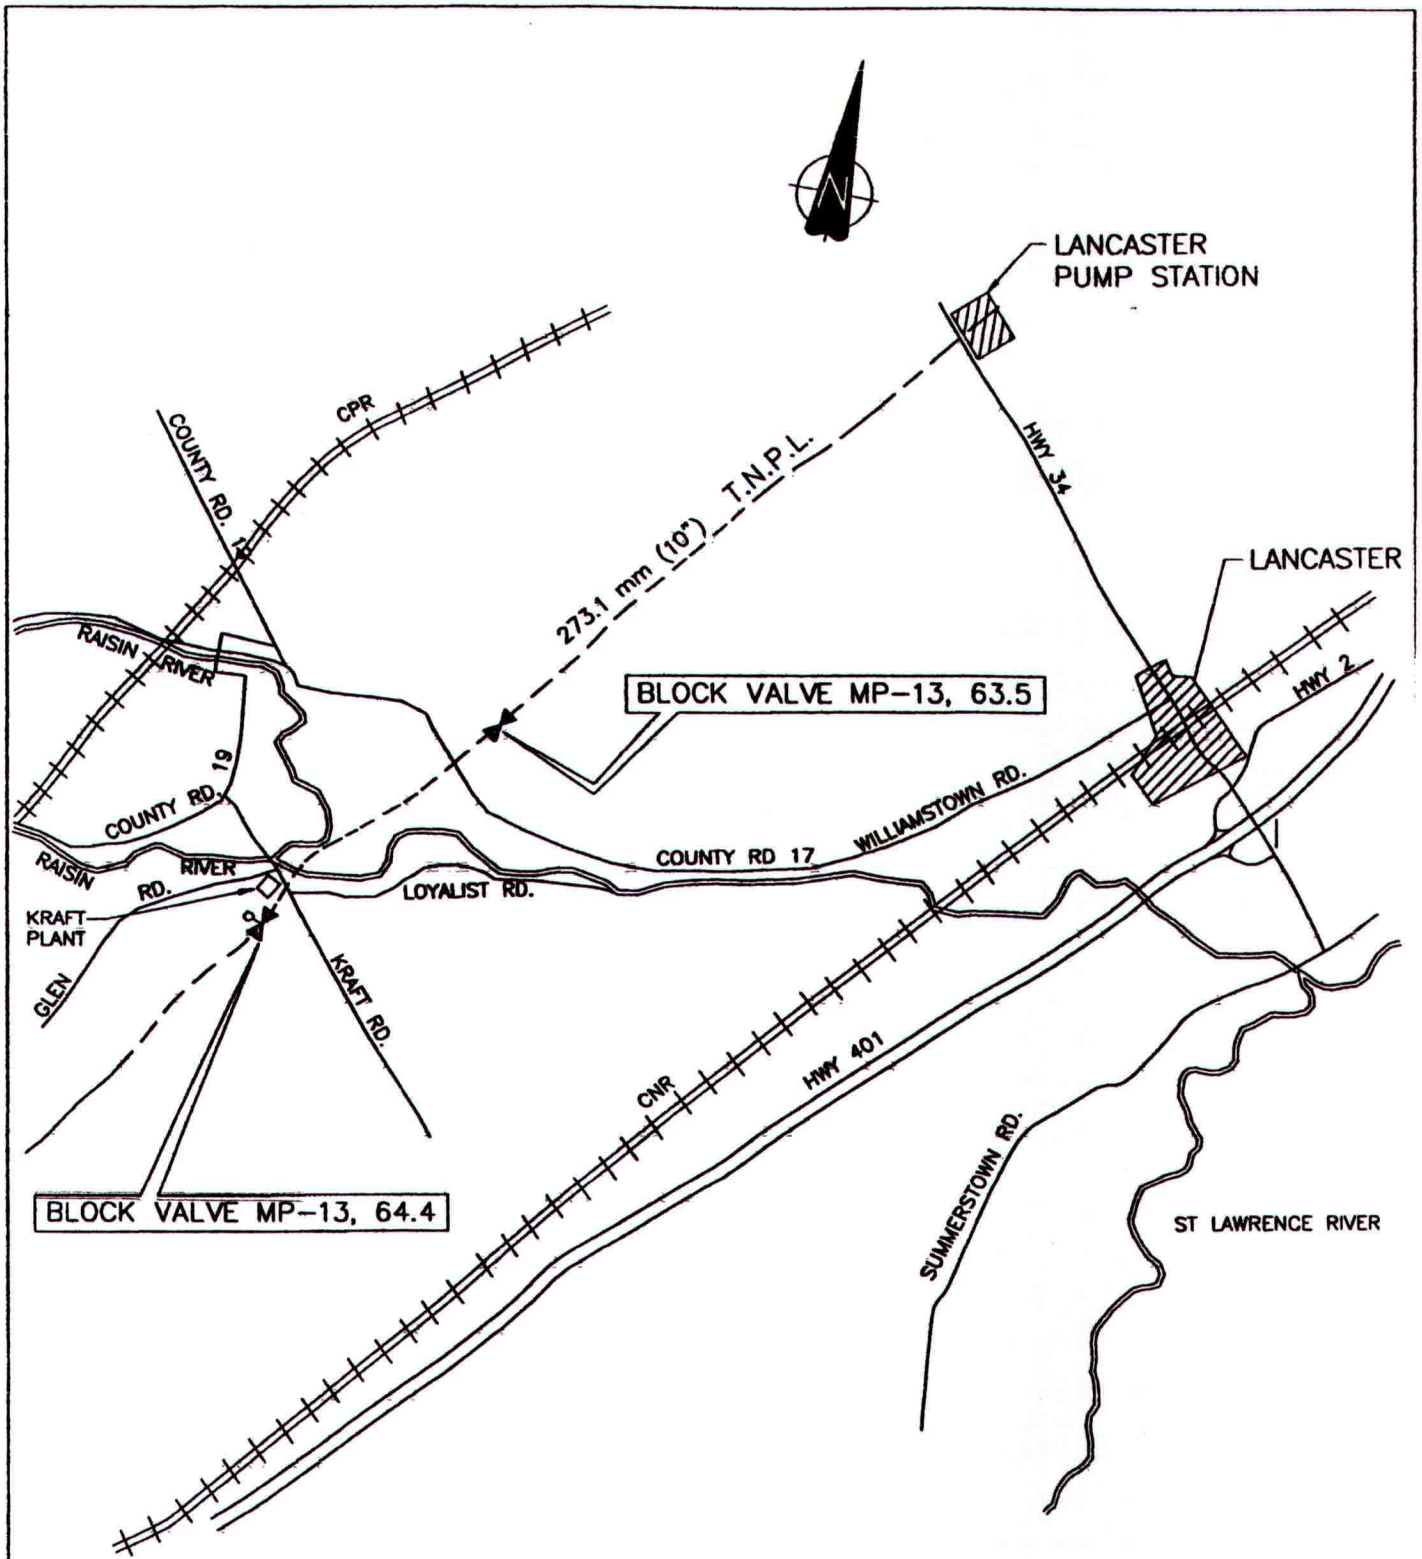 N
LANCASTER
PUMP STATION
CPR
COUNTY RD. 19
T.N.P.L.
HWY 34
273.1 mm (10")
LANCASTER
RAISIN RIVER
HWY 2
BLOCK VALVE MP-13, 63.5
COUNTY RD. 19
WILLIAMSTOWN RD.
COUNTY RD 17
RAISIN RIVER
GLEN RD.
LOYALIST RD.
KRAFT
PLANT
KRAFT RD.
HWY 401
CNR
SUMMERSTOWN RD.
BLOCK VALVE MP-13, 64.4
ST LAWRENCE RIVER